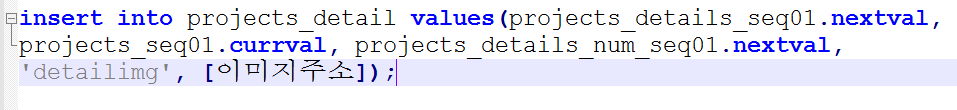 insert into projects_detail values(projects_details_seq01.nextval,
projects_seq01.currval, projects_details_num_seq01.nextval,
'detailimg', [이미지주소]);